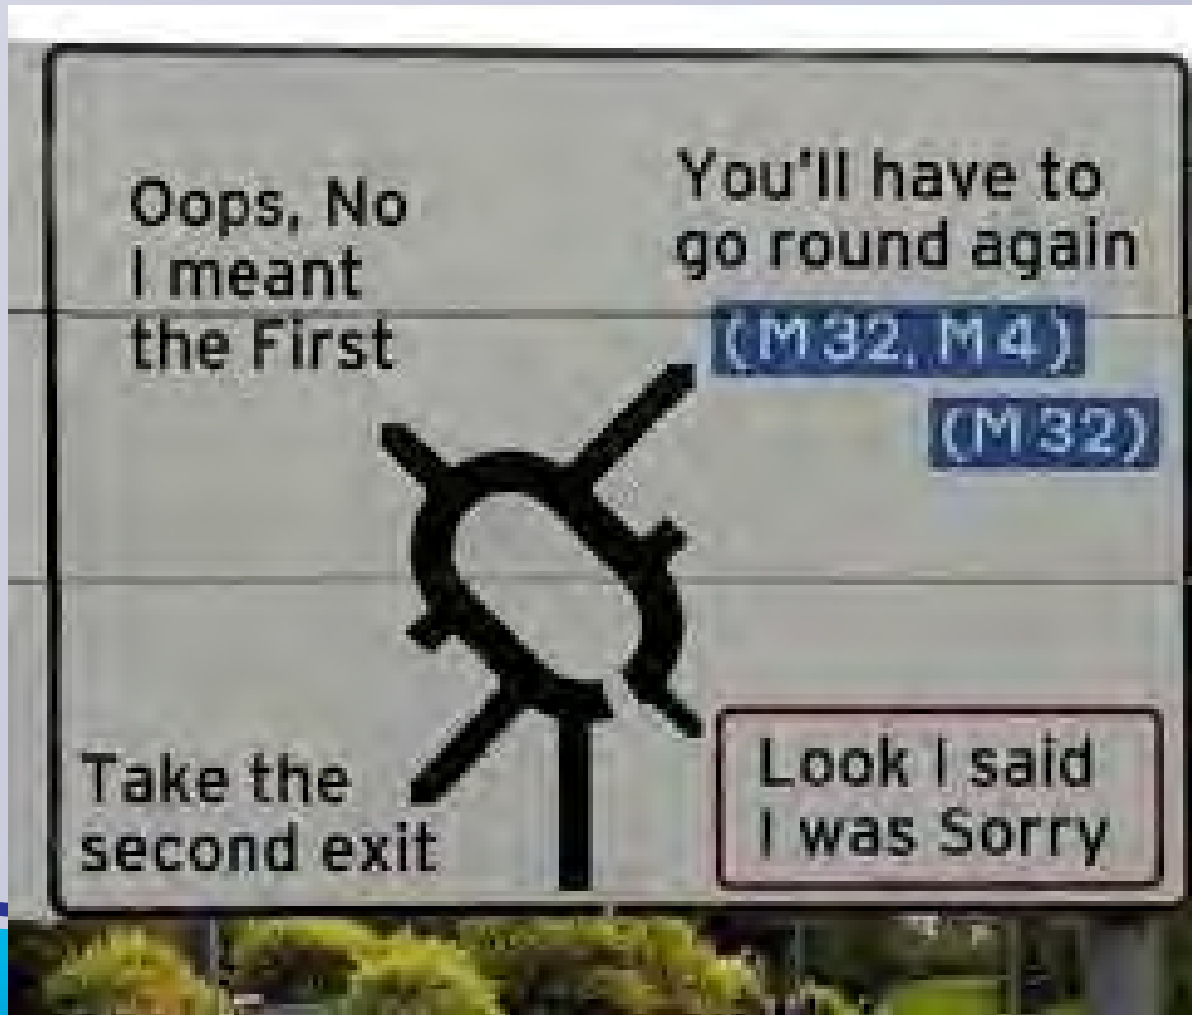 Oops, No
I meant
the First
You'll have to
go round again
(M32, M4)
(M32)
Take the
second exit
Look I said
I was Sorry